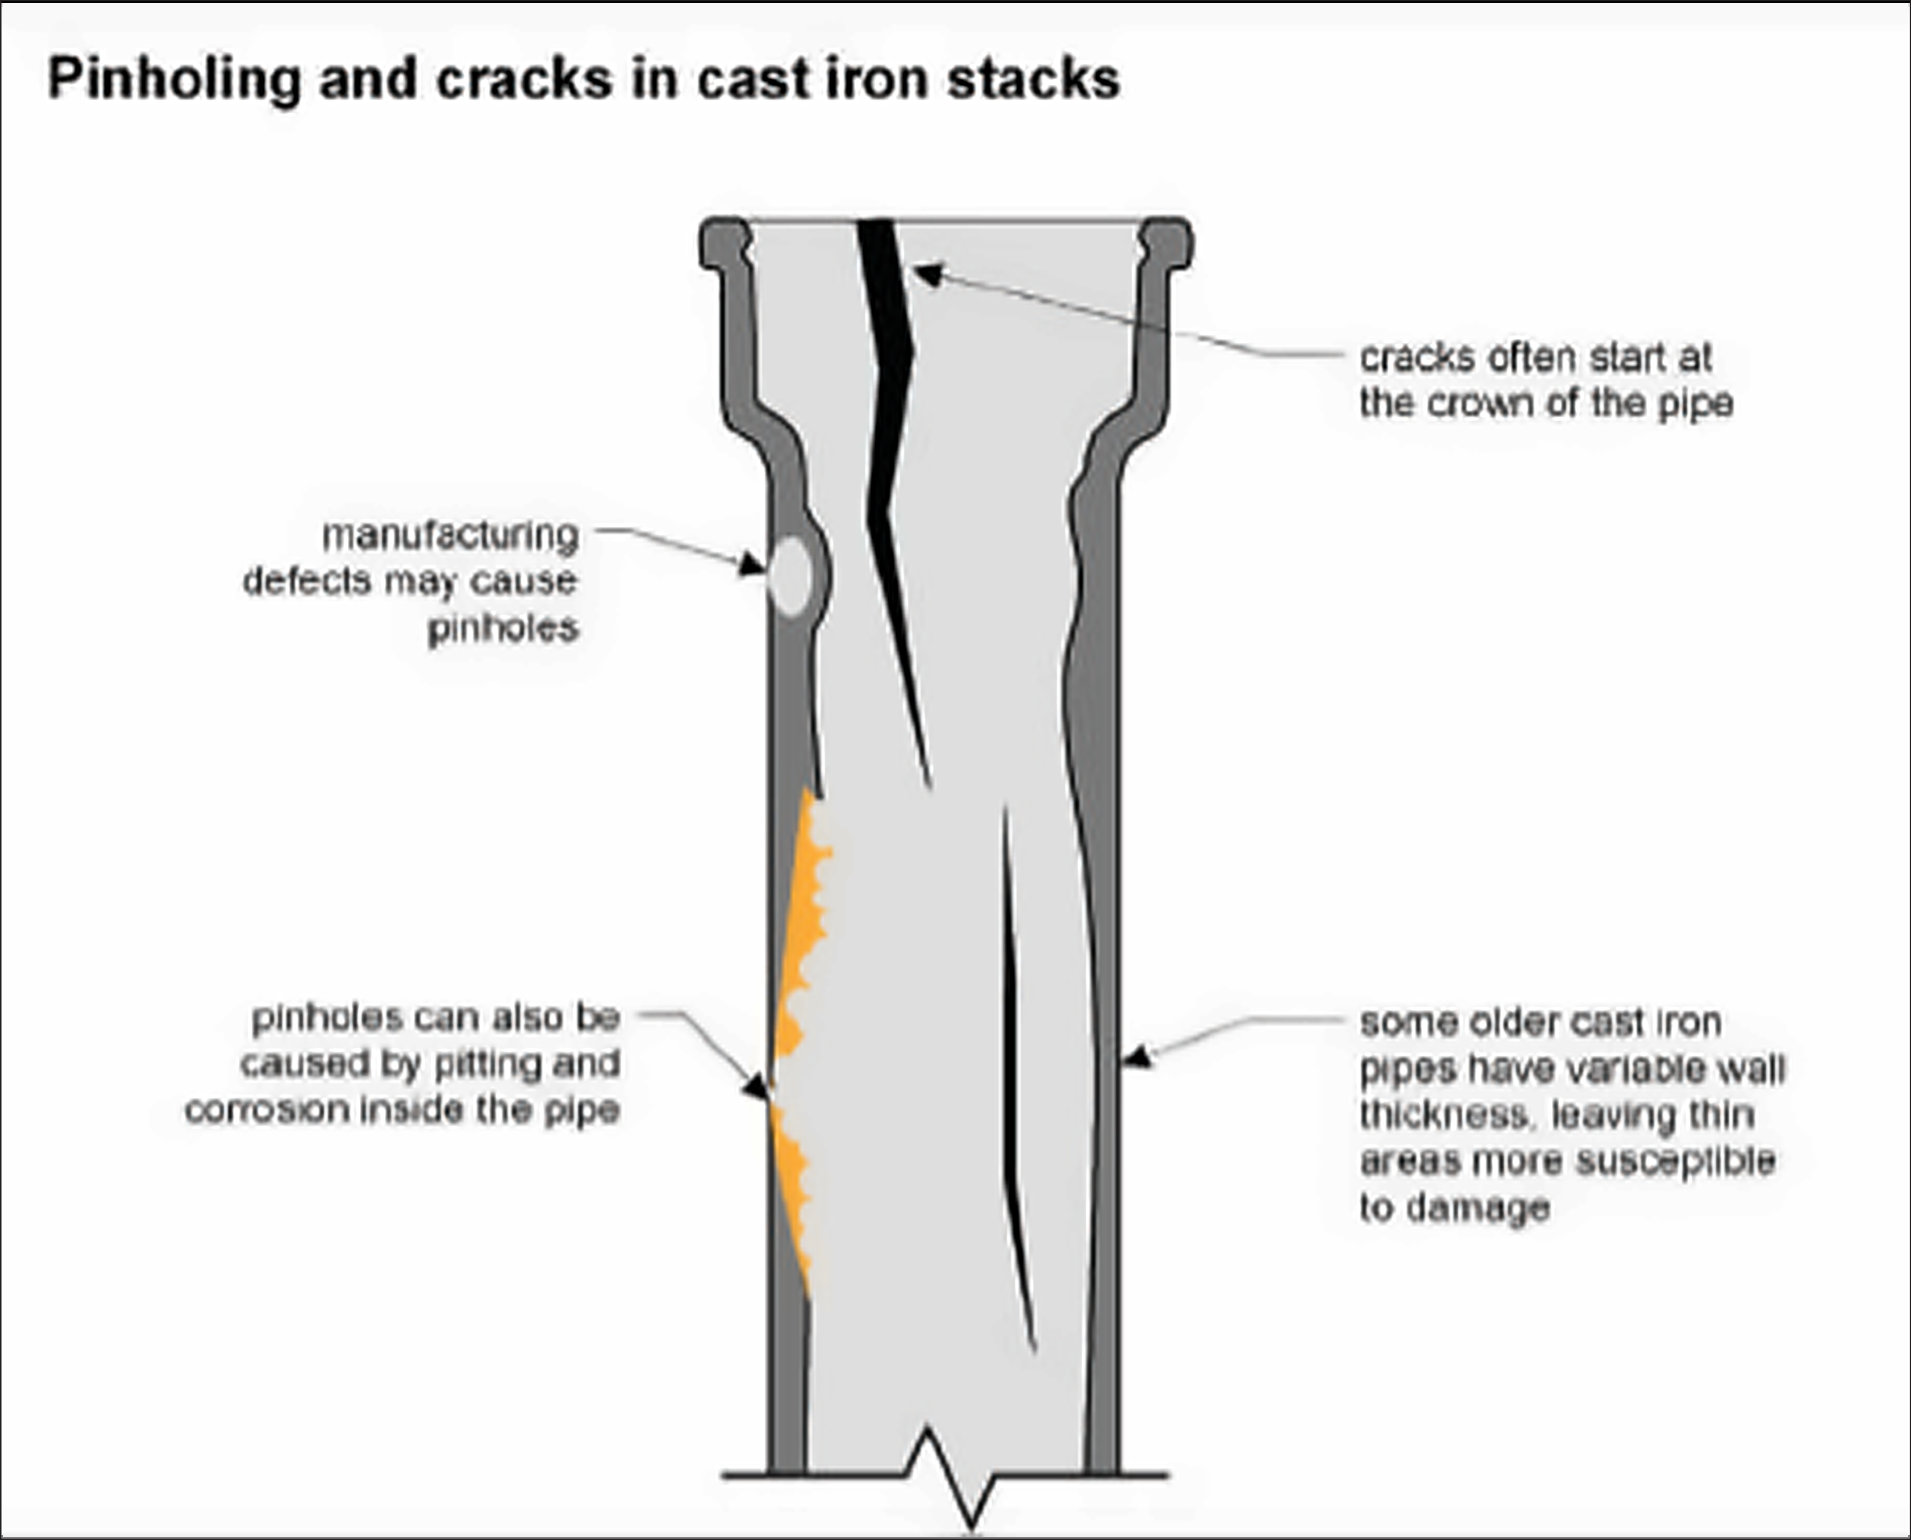 Pinholing and cracks in cast iron stacks
cracks often start at
the crown of the pipe
manufacturing
defects may cause
pinholes
pinholes can also be
caused by pitting and
corrosion inside the pipe
some older cast iron
pipes have variable wall
thickness, leaving thin
areas more susceptible
to damage